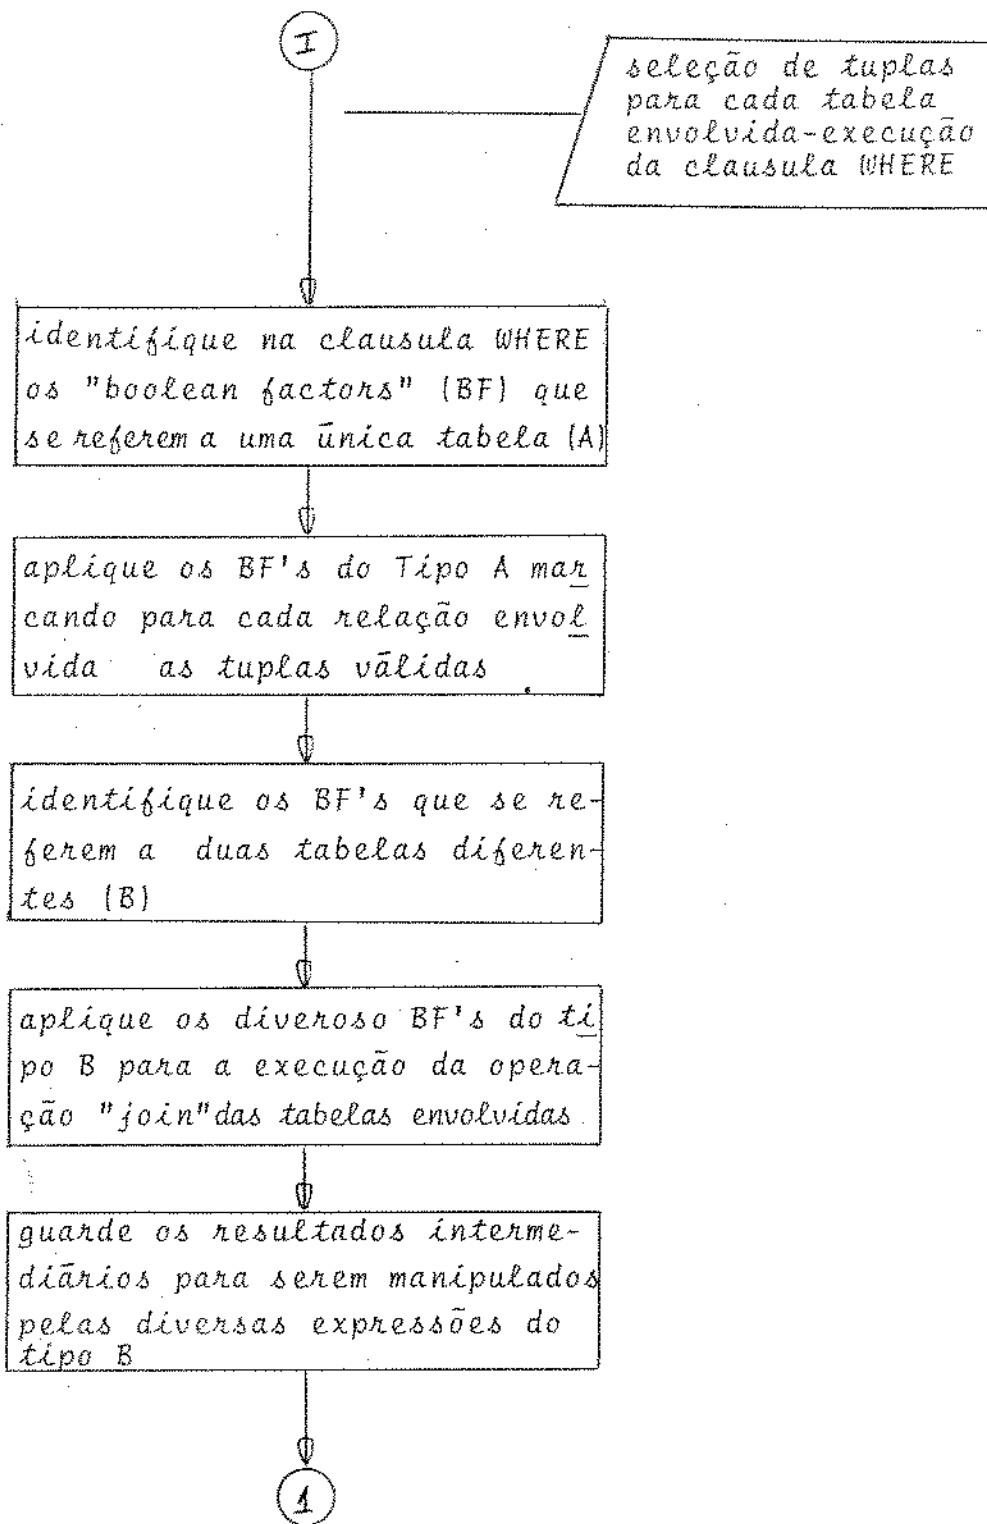 I
seleção de tuplas
para cada tabela
envolvida-execução
da clausula WHERE
identifique na clausula WHERE
os "boolean factors" (BF) que
se referem a uma única tabela (A)
aplique os BF's do Tipo A mar
cando para cada relação envol
vida as tuplas válidas
identifique os BF's que se re-
ferem a duas tabelas diferen-
tes (B)
aplique os diveroso BF's do ti
po B para a execução da opera-
ção "join" das tabelas envolvidas.
guarde os resultados interme-
diários para serem manipulados
pelas diversas expressões do
tipo B
1